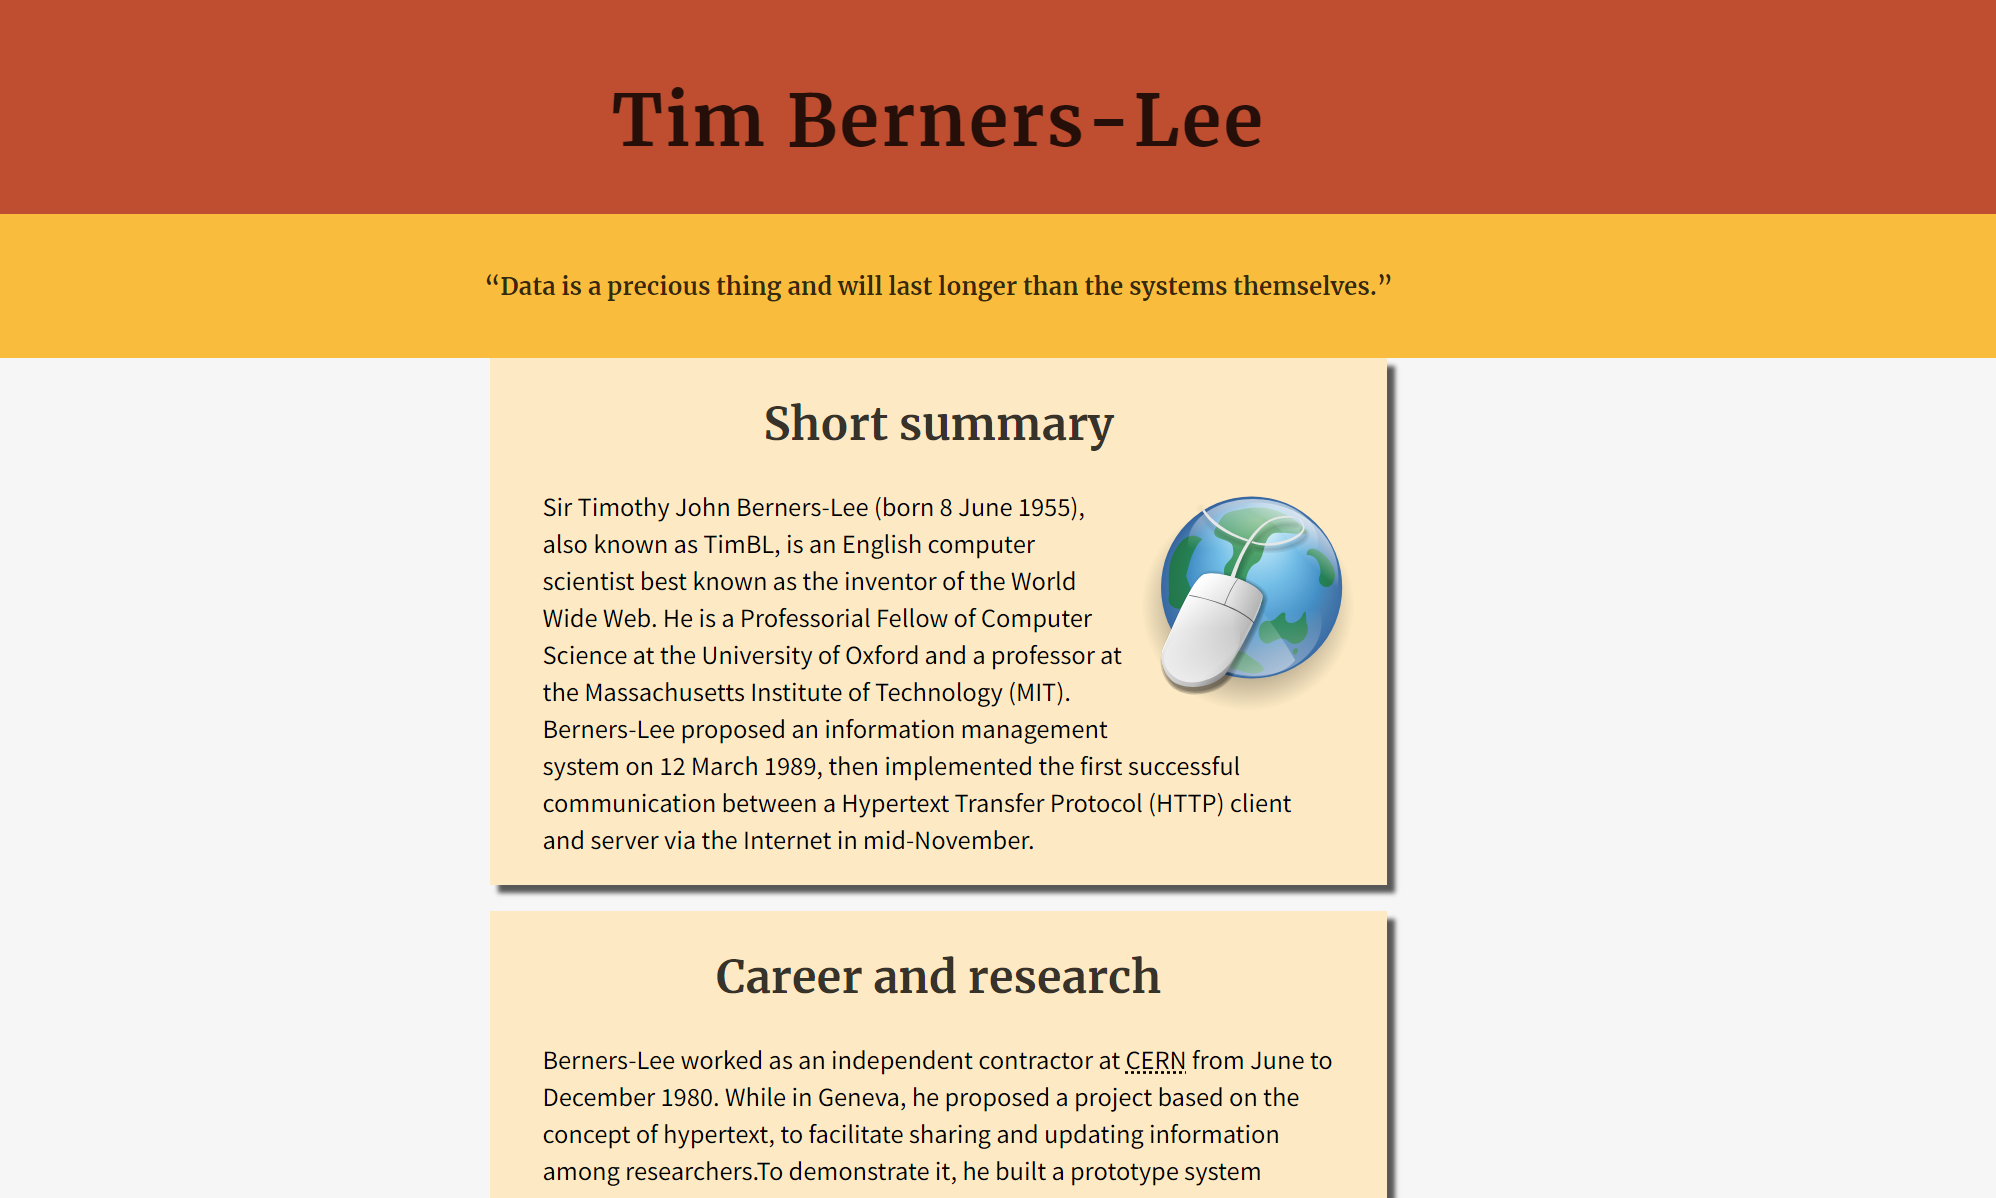 Tim Berners-Lee
“Data is a precious thing and will last longer than the systems themselves.”
Short summary
Sir Timothy John Berners-Lee (born 8 June 1955),
also known as TimBL, is an English computer
scientist best known as the inventor of the World
Wide Web. He is a Professorial Fellow of Computer
Science at the University of Oxford and a professor at
the Massachusetts Institute of Technology (MIT).
Berners-Lee proposed an information management
system on 12 March 1989, then implemented the first successful
communication between a Hypertext Transfer Protocol (HTTP) client
and server via the Internet in mid-November.
Career and research
Berners-Lee worked as an independent contractor at CERN from June to
December 1980. While in Geneva, he proposed a project based on the
concept of hypertext, to facilitate sharing and updating information
among researchers.To demonstrate it, he built a prototype system